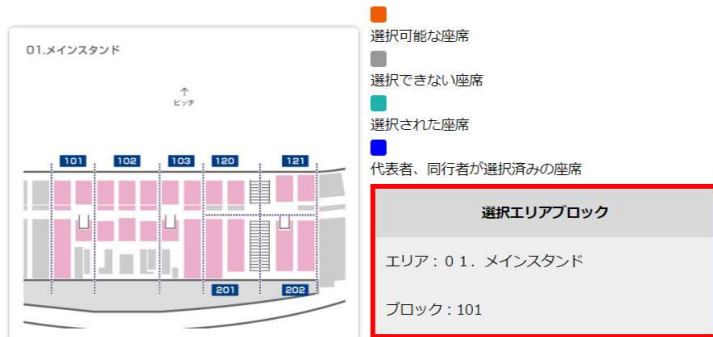 01.メインスタンド
↑
ピッチ
101 102 103 120 121
201 202
選択可能な座席
選択できない座席
選択された座席
代表者、同行者が選択済みの座席
選択エリアブロック
エリア：０１．メインスタンド
ブロック：101